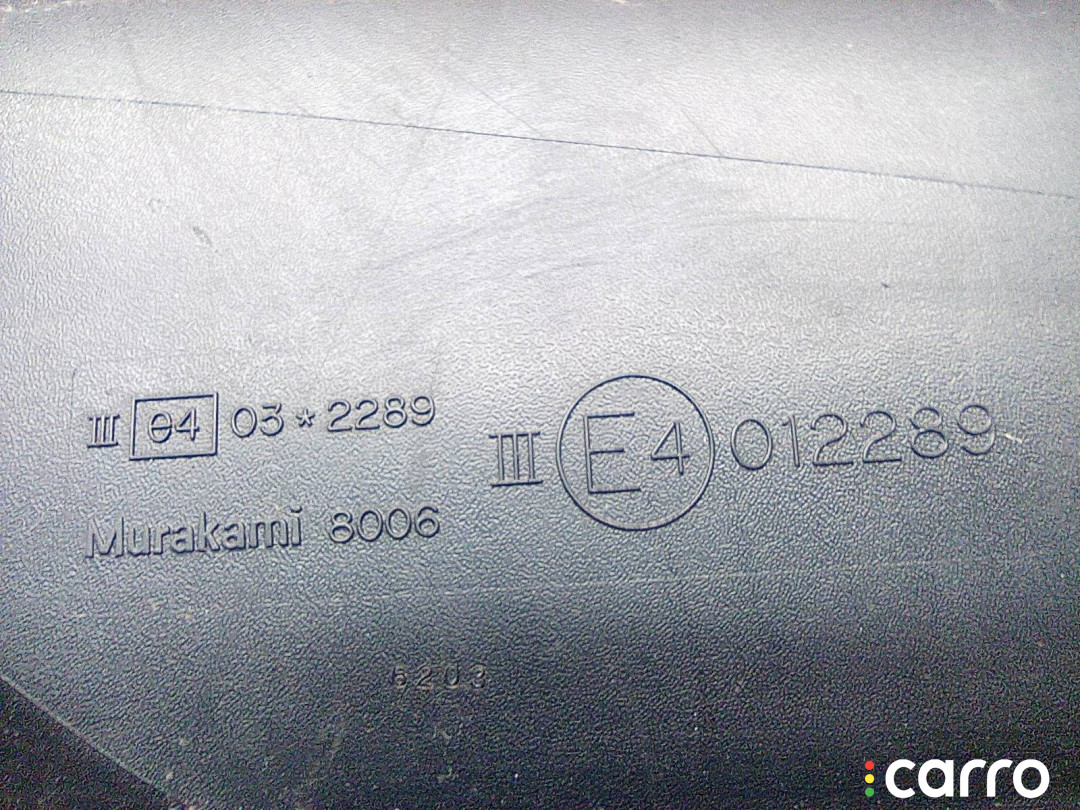 III e4 03*2289
III E4 012289
Murakami 8006
6203
carro